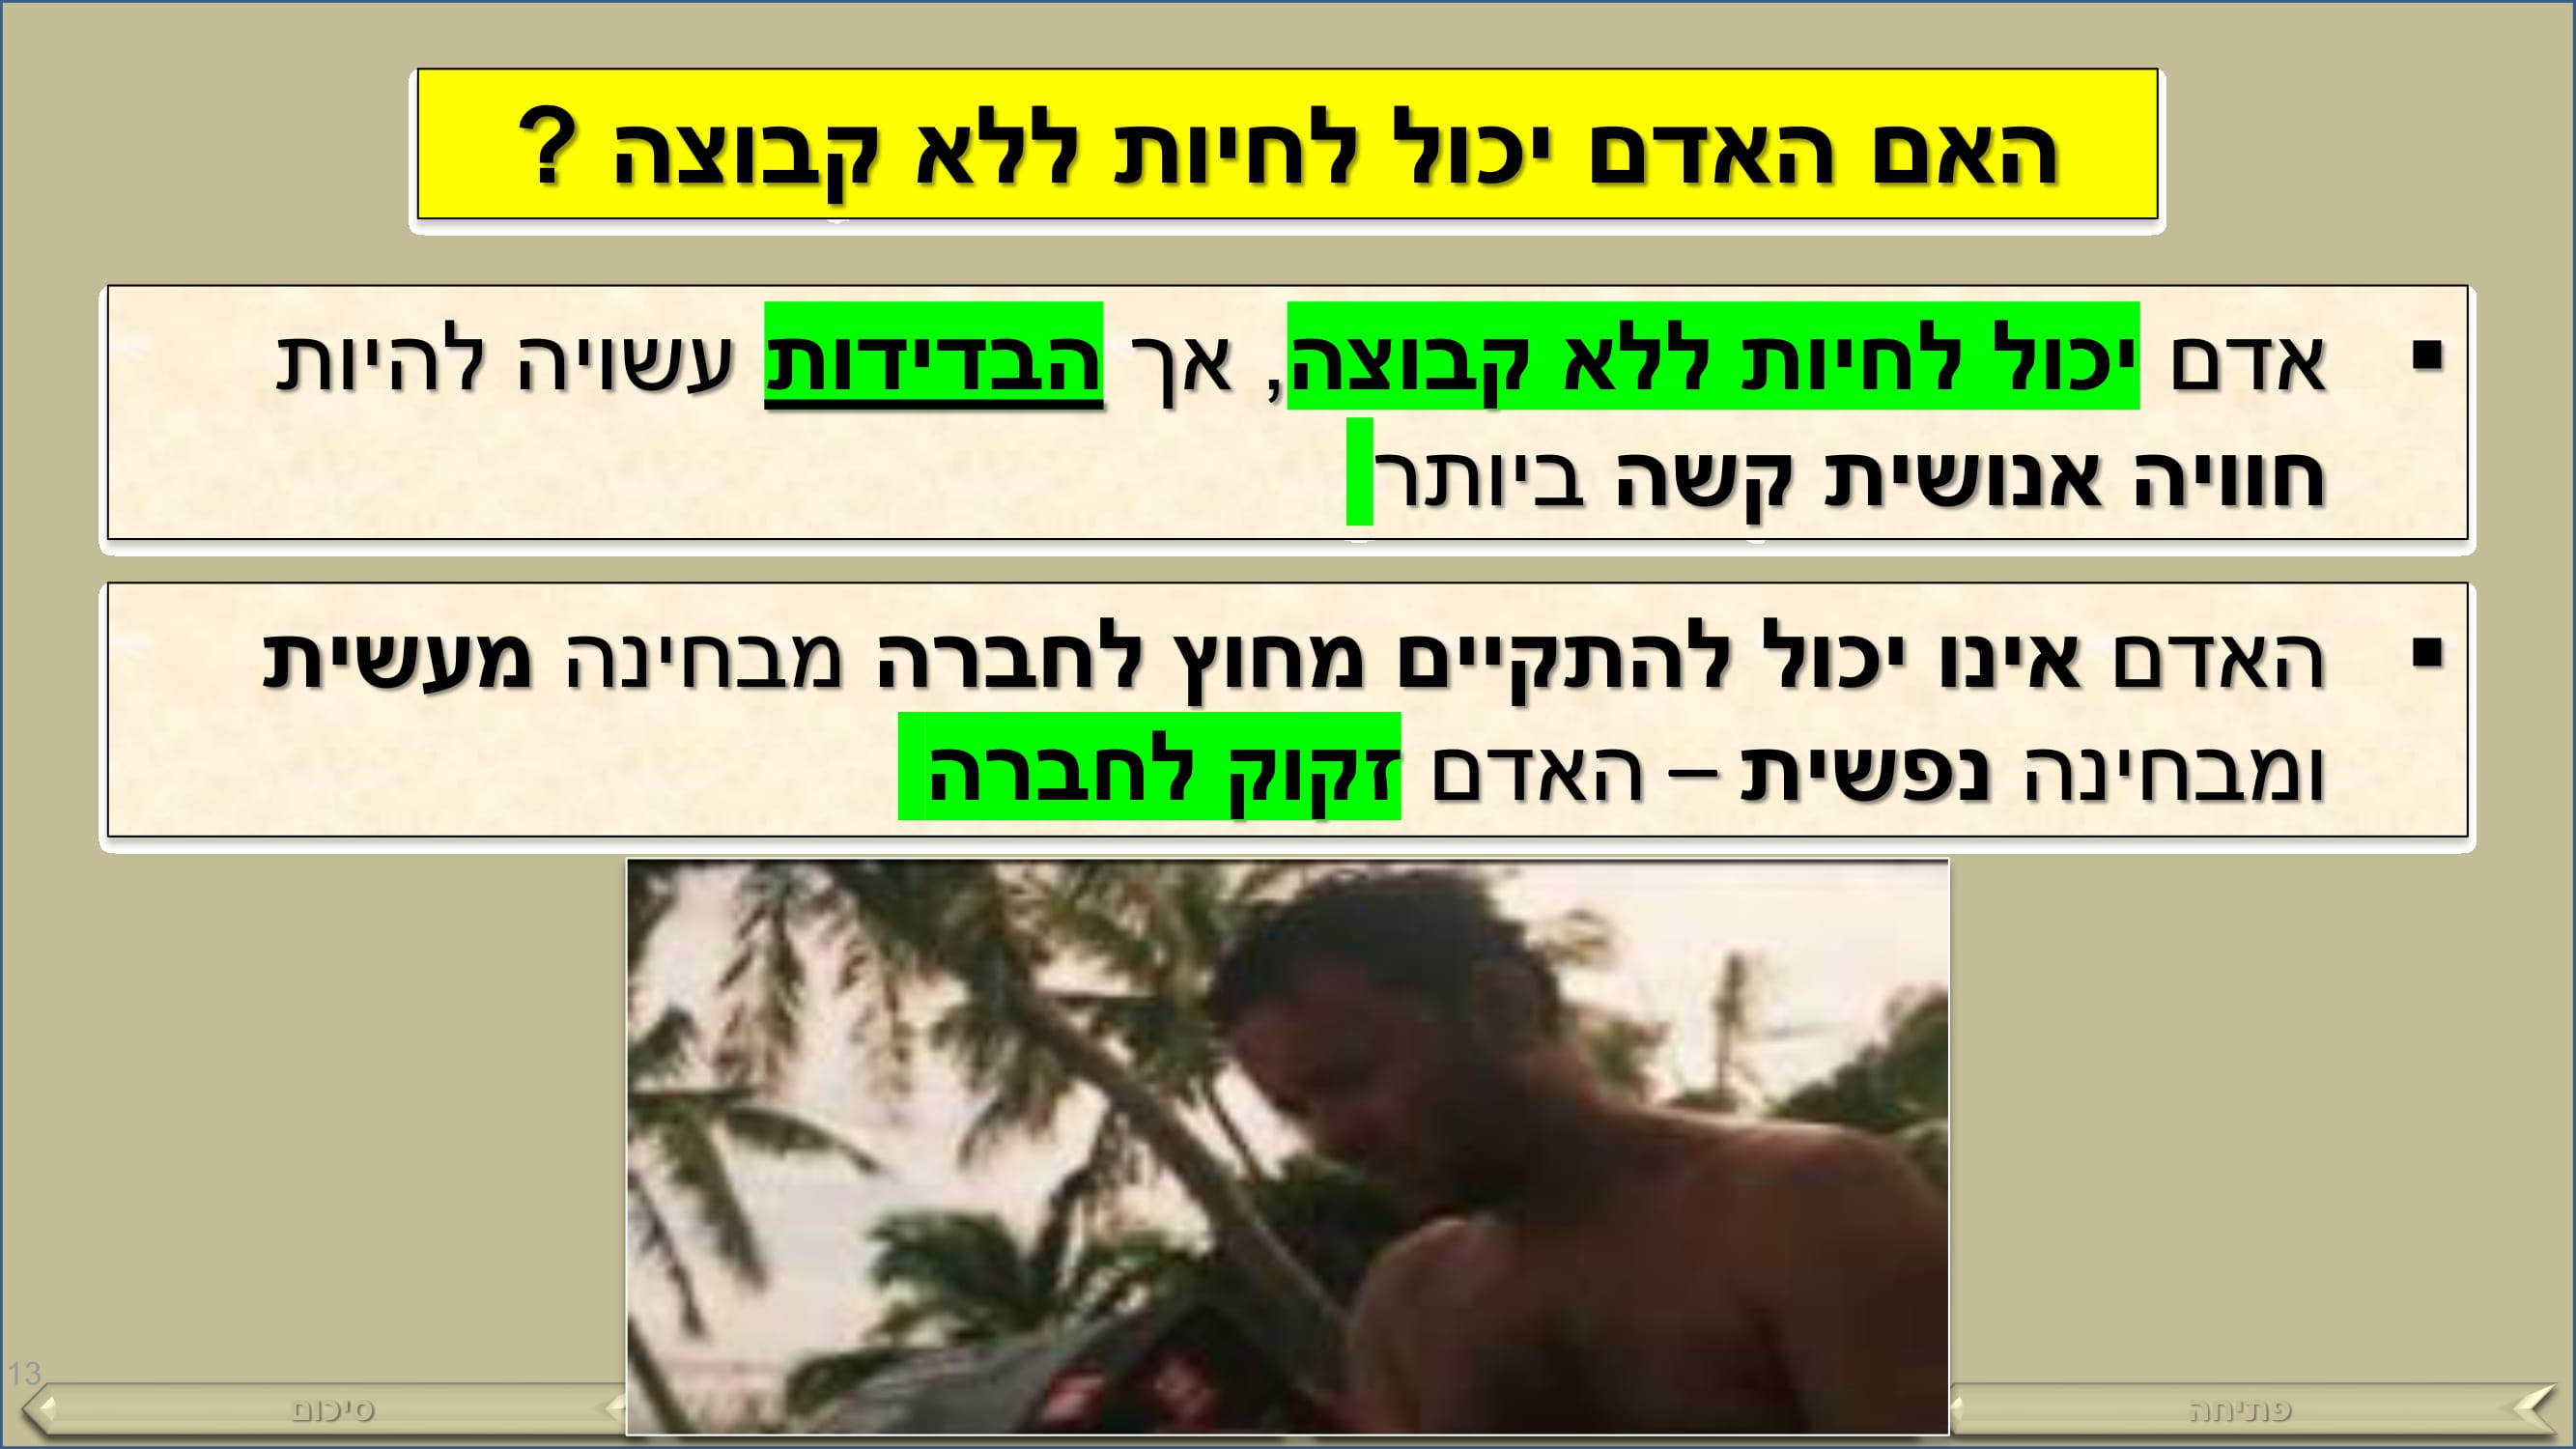 האם האדם יכול לחיות ללא קבוצה ?
▪ אדם יכול לחיות ללא קבוצה, אך הבדידות עשויה להיות
חוויה אנושית קשה ביותר
▪ האדם אינו יכול להתקיים מחוץ לחברה מבחינה מעשית
ומבחינה נפשית – האדם זקוק לחברה
פתיחה
סיכום
13